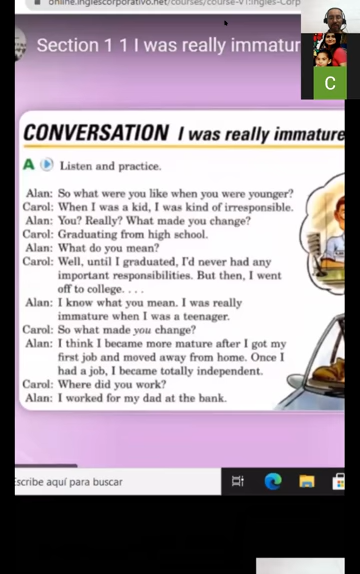 online.inglescorporativo.net/courses/course-v1:Ingles-Corp
Section 1 1 I was really immatur
C
CONVERSATION I was really immature
A Listen and practice.
Alan: So what were you like when you were younger?
Carol: When I was a kid, I was kind of irresponsible.
Alan: You? Really? What made you change?
Carol: Graduating from high school.
Alan: What do you mean?
Carol: Well, until I graduated, I'd never had any
important responsibilities. But then, I went
off to college. . . .
Alan: I know what you mean. I was really
immature when I was a teenager.
Carol: So what made you change?
Alan: I think I became more mature after I got my
first job and moved away from home. Once I
had a job, I became totally independent.
Carol: Where did you work?
Alan: I worked for my dad at the bank.
Escribe aquí para buscar